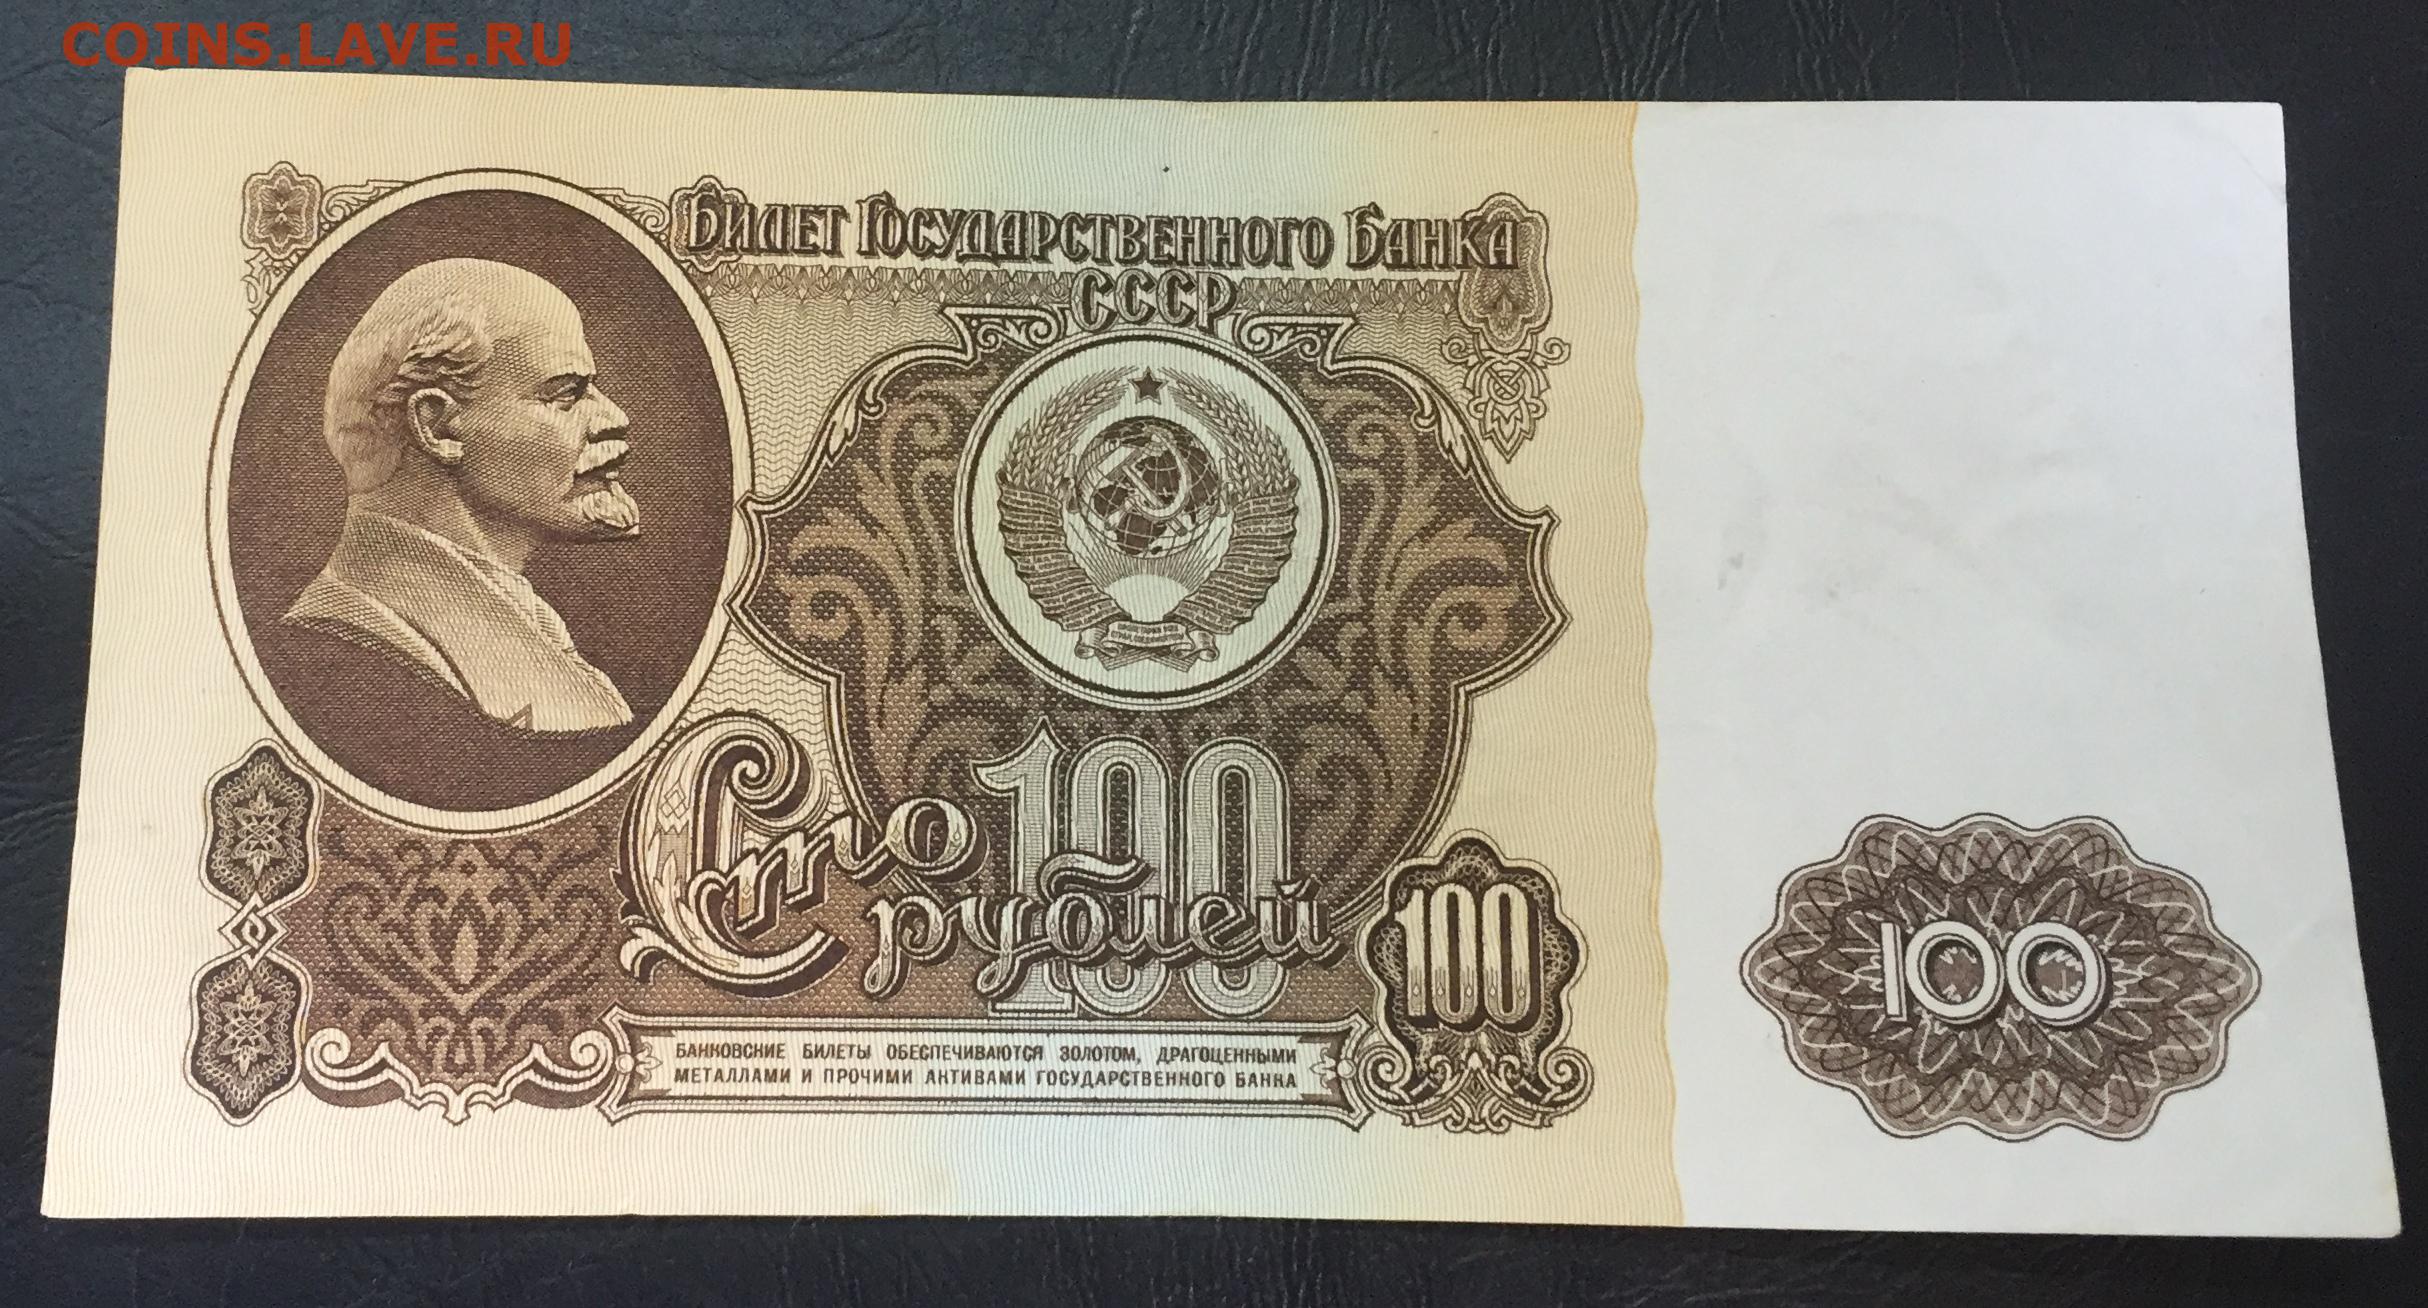 COINS.LAVE.RU
БИЛЕТ ГОСУДАРСТВЕННОГО БАНКА
СССР
100
Сто
рублей
100
100
БАНКОВСКИЕ БИЛЕТЫ ОБЕСПЕЧИВАЮТСЯ ЗОЛОТОМ, ДРАГОЦЕННЫМИ
МЕТАЛЛАМИ И ПРОЧИМИ АКТИВАМИ ГОСУДАРСТВЕННОГО БАНКА